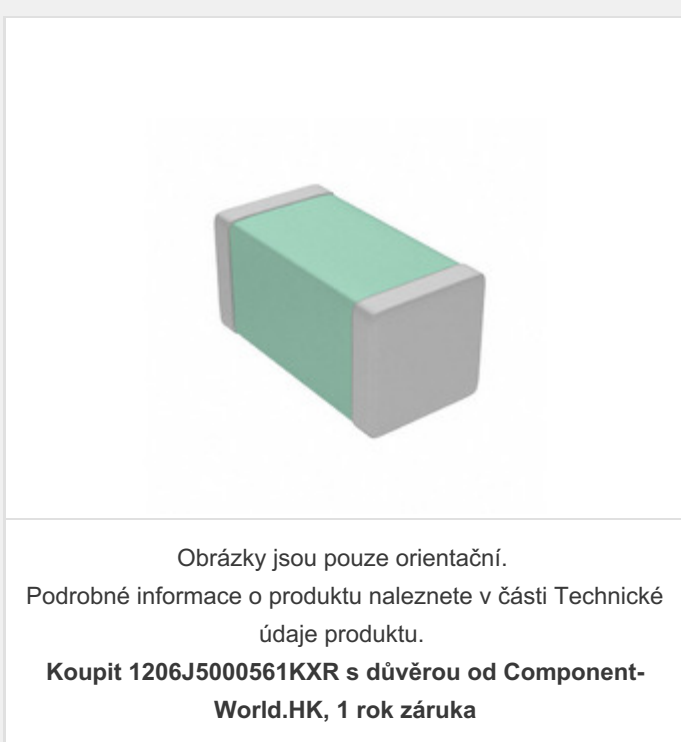 Obrázky jsou pouze orientační.
Podrobné informace o produktu naleznete v části Technické
údaje produktu.
Koupit 1206J5000561KXR s důvěrou od Component-
World.HK, 1 rok záruka